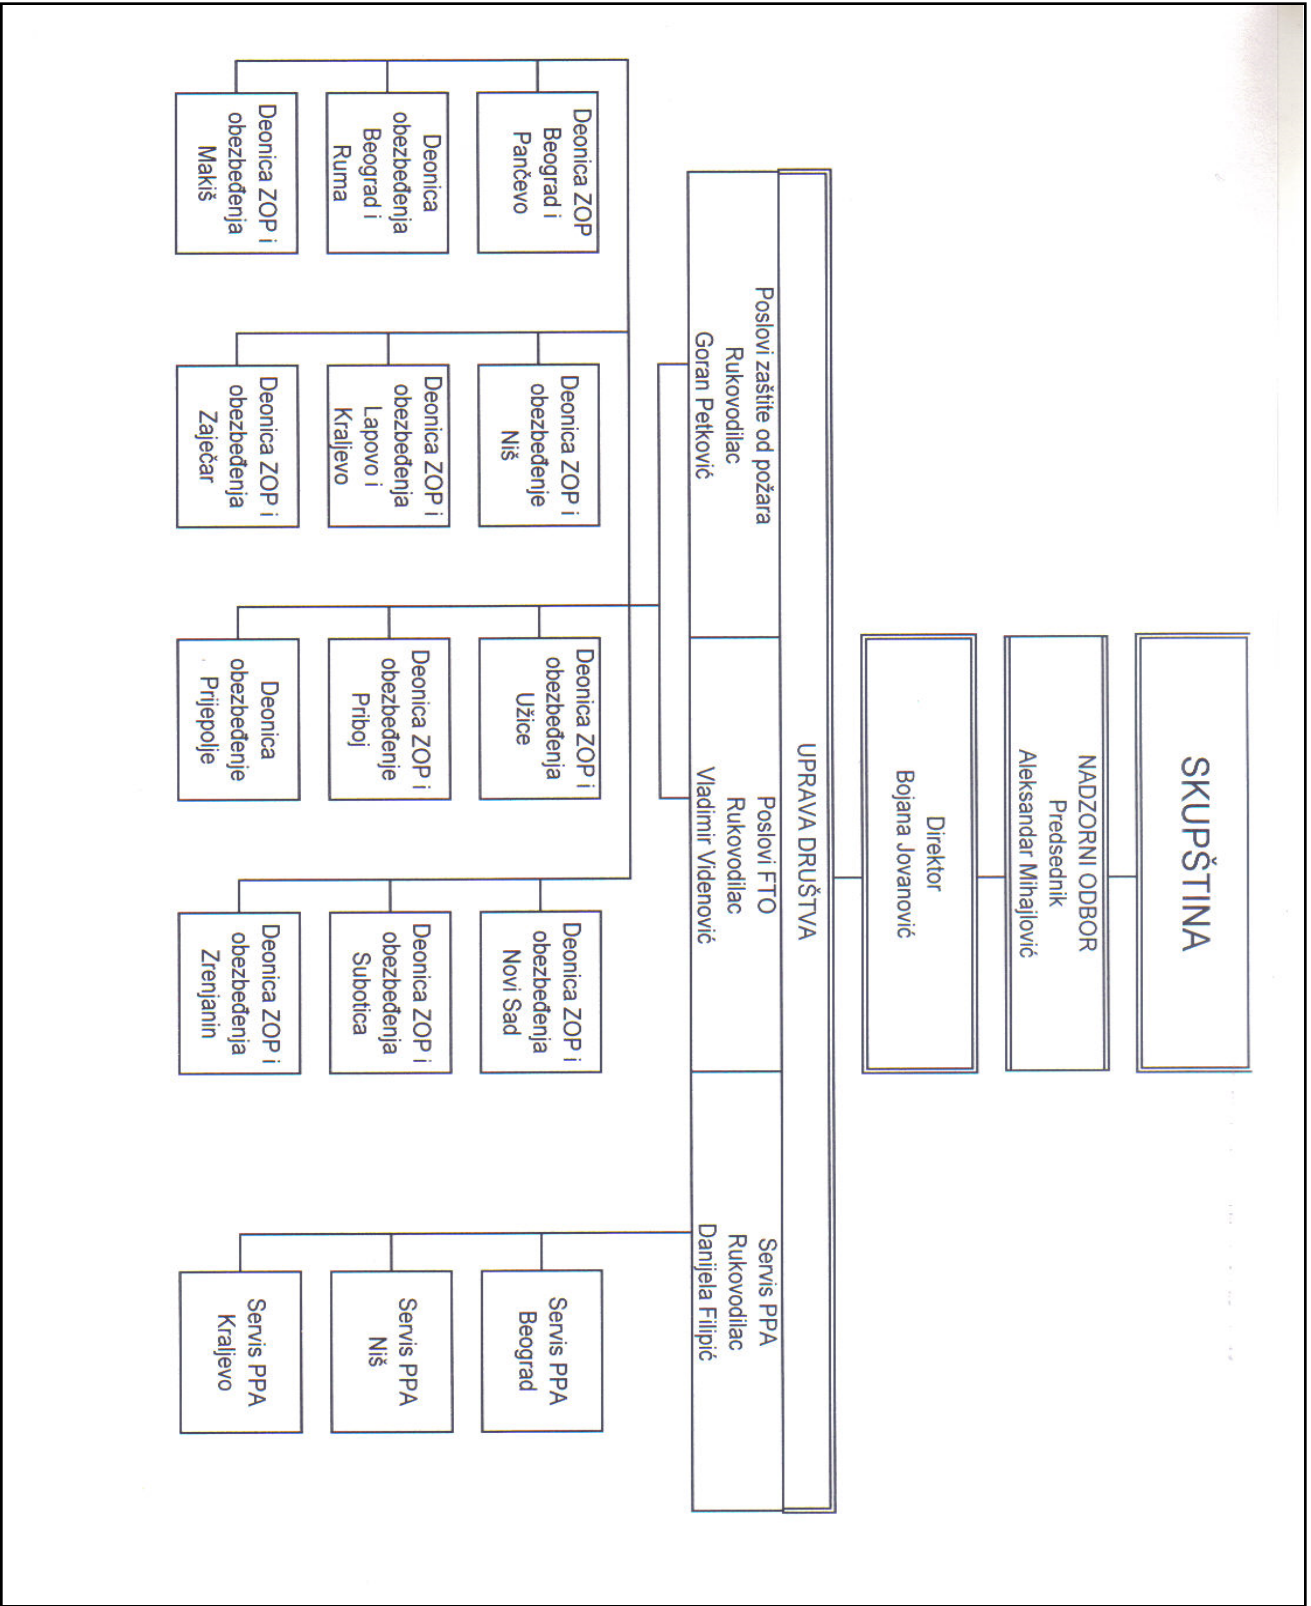 SKUPŠTINA
NADZORNI ODBOR
Predsednik
Aleksandar Mihajlović
Direktor
Bojana Jovanović
UPRAVA DRUŠTVA
Poslovi zaštite od požara
Rukovodilac
Goran Petković
Poslovi FTO
Rukovodilac
Vladimir Videnović
Servis PPA
Rukovodilac
Danijela Filipić
Deonica ZOP
Beograd i
Pančevo
Deonica
obezbeđenja
Beograd i
Ruma
Deonica ZOP i
obezbeđenja
Makiš
Deonica ZOP i
obezbeđenje
Niš
Deonica ZOP i
obezbeđenja
Lapovo i
Kraljevo
Deonica ZOP i
obezbeđenja
Zaječar
Deonica ZOP i
obezbeđenja
Užice
Deonica ZOP i
obezbeđenje
Priboj
Deonica
obezbeđenje
Prijepolje
Deonica ZOP i
obezbeđenja
Novi Sad
Deonica ZOP i
obezbeđenja
Subotica
Deonica ZOP i
obezbeđenja
Zrenjanin
Servis PPA
Beograd
Servis PPA
Niš
Servis PPA
Kraljevo